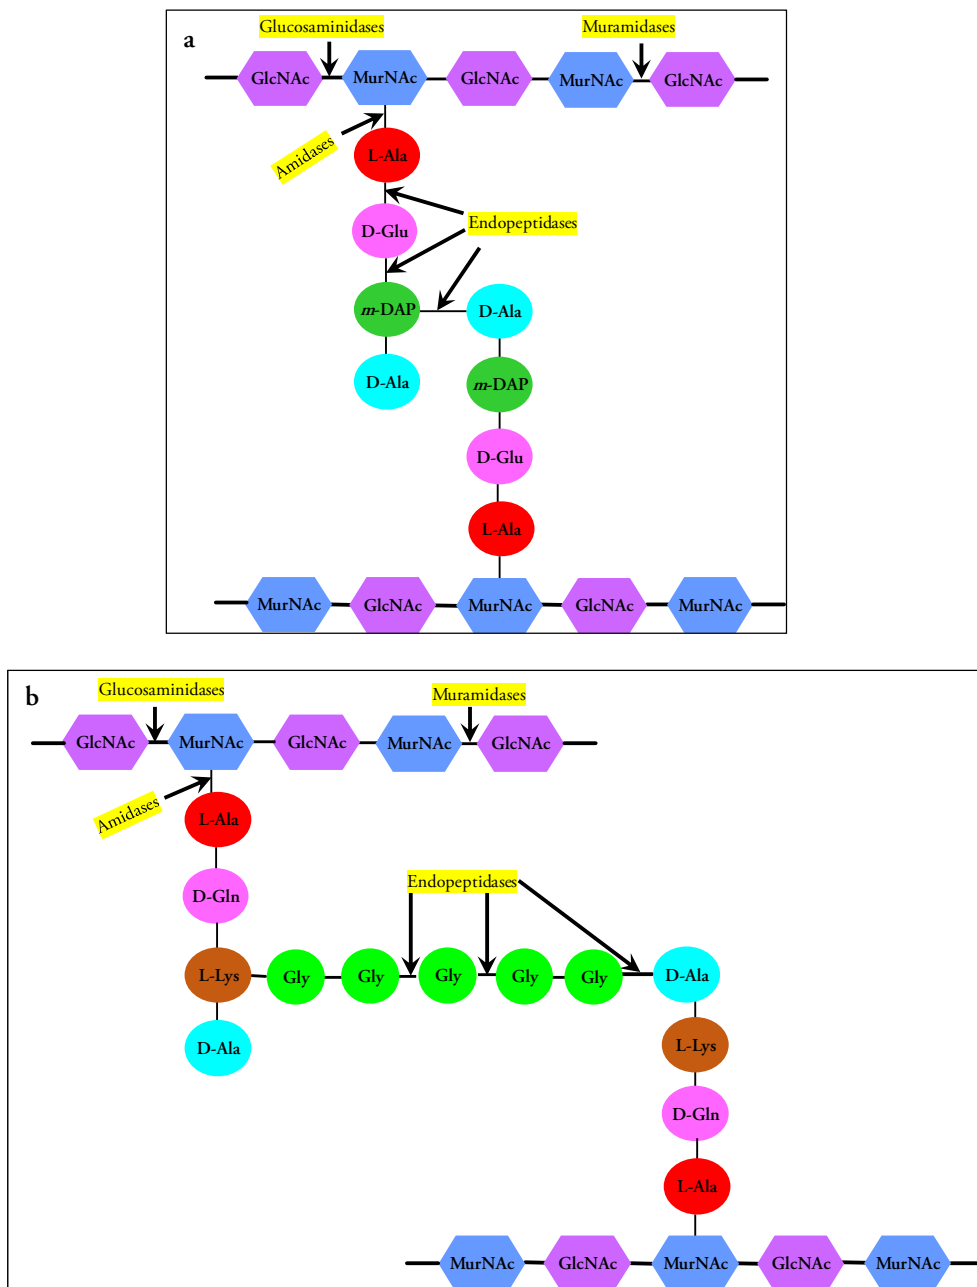 a
Glucosaminidases
Muramidases
GlcNAc MurNAc GlcNAc MurNAc GlcNAc
Amidases
L-Ala
D-Glu
Endopeptidases
m-DAP D-Ala
D-Ala m-DAP
D-Glu
L-Ala
MurNAc GlcNAc MurNAc GlcNAc MurNAc
b
Glucosaminidases
Muramidases
GlcNAc MurNAc GlcNAc MurNAc GlcNAc
Amidases
L-Ala
D-Gln
Endopeptidases
L-Lys Gly Gly Gly Gly Gly D-Ala
D-Ala L-Lys
D-Gln
L-Ala
MurNAc GlcNAc MurNAc GlcNAc MurNAc